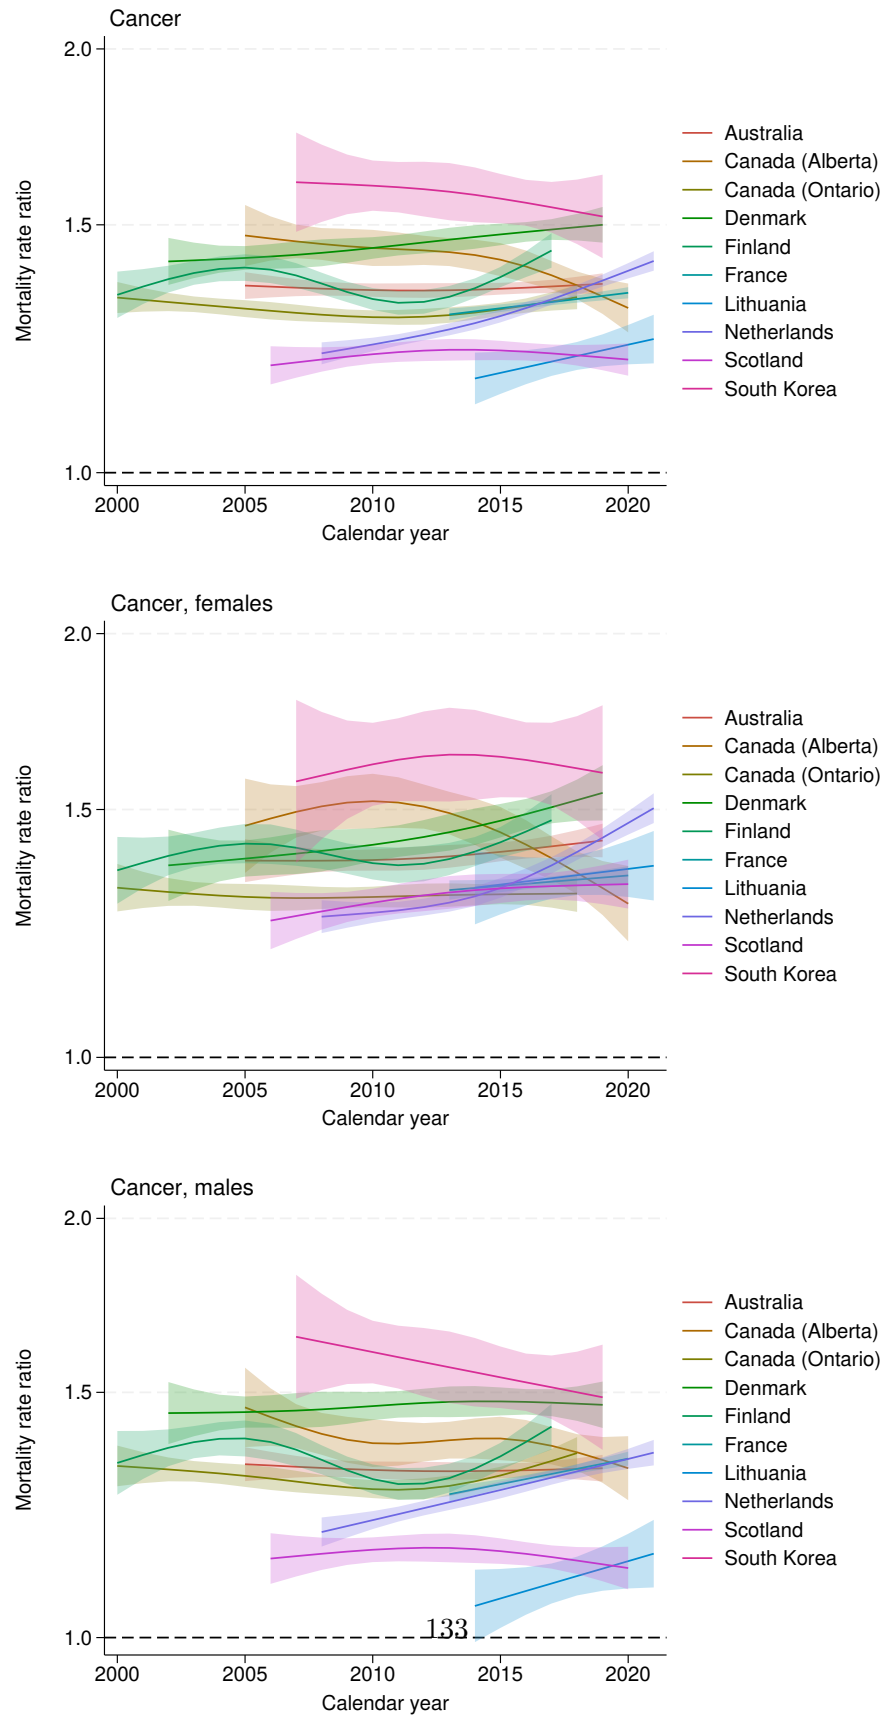 Cancer
2.0
1.5
1.0
Mortality rate ratio
2000 2005 2010 2015 2020
Calendar year
Australia
Canada (Alberta)
Canada (Ontario)
Denmark
Finland
France
Lithuania
Netherlands
Scotland
South Korea
Cancer, females
2.0
1.5
1.0
Mortality rate ratio
2000 2005 2010 2015 2020
Calendar year
Australia
Canada (Alberta)
Canada (Ontario)
Denmark
Finland
France
Lithuania
Netherlands
Scotland
South Korea
Cancer, males
2.0
1.5
1.0
Mortality rate ratio
2000 2005 2010 2015 2020
Calendar year
Australia
Canada (Alberta)
Canada (Ontario)
Denmark
Finland
France
Lithuania
Netherlands
Scotland
South Korea
133